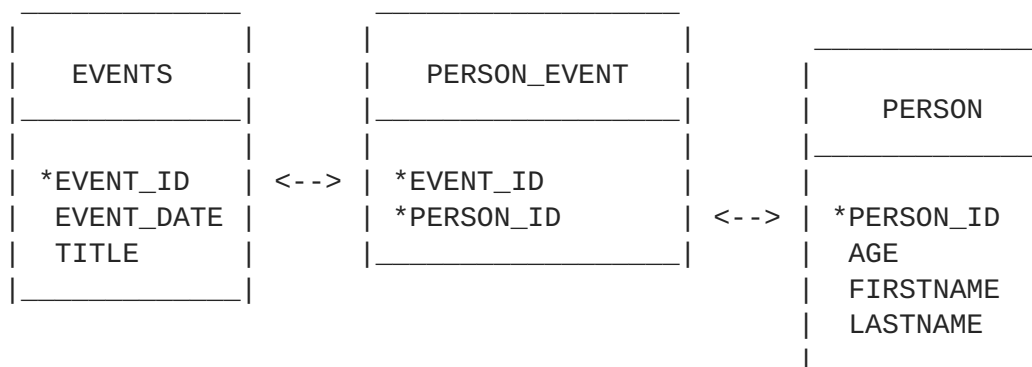 EVENTS
*EVENT_ID
EVENT_DATE
TITLE
<-->
PERSON_EVENT
*EVENT_ID
*PERSON_ID
<-->
PERSON
*PERSON_ID
AGE
FIRSTNAME
LASTNAME